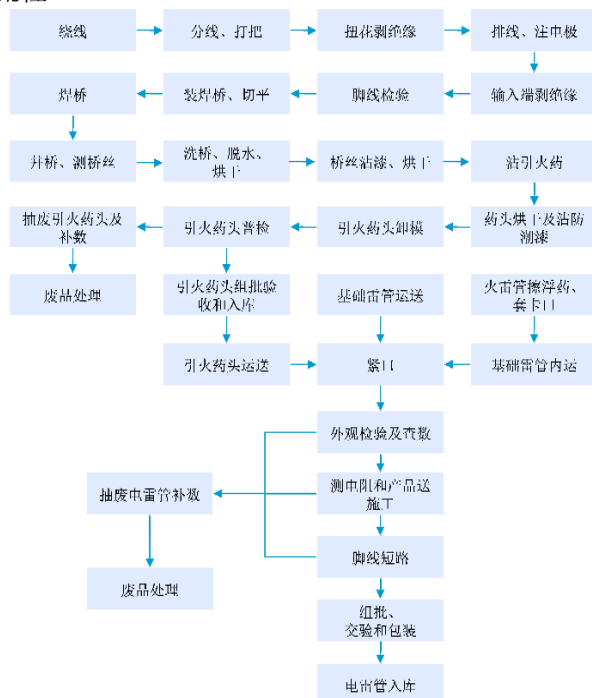 绕线
分线、打把
扭花剥绝缘
排线、注电极
焊桥
装焊桥、切平
脚线检验
输入端剥绝缘
并桥、测桥丝
洗桥、脱水、
烘干
桥丝沾漆、烘干
沾引火药
抽废引火药头及
补数
引火药头普检
引火药头卸模
药头烘干及沾防
潮漆
废品处理
引火药头组批验
收和入库
基础雷管运送
火雷管擦浮药、
套卡口
引火药头运送
紧口
基础雷管内运
外观检验及查数
抽废电雷管补数
测电阻和产品送
施工
脚线短路
废品处理
组批、
交验和包装
电雷管入库